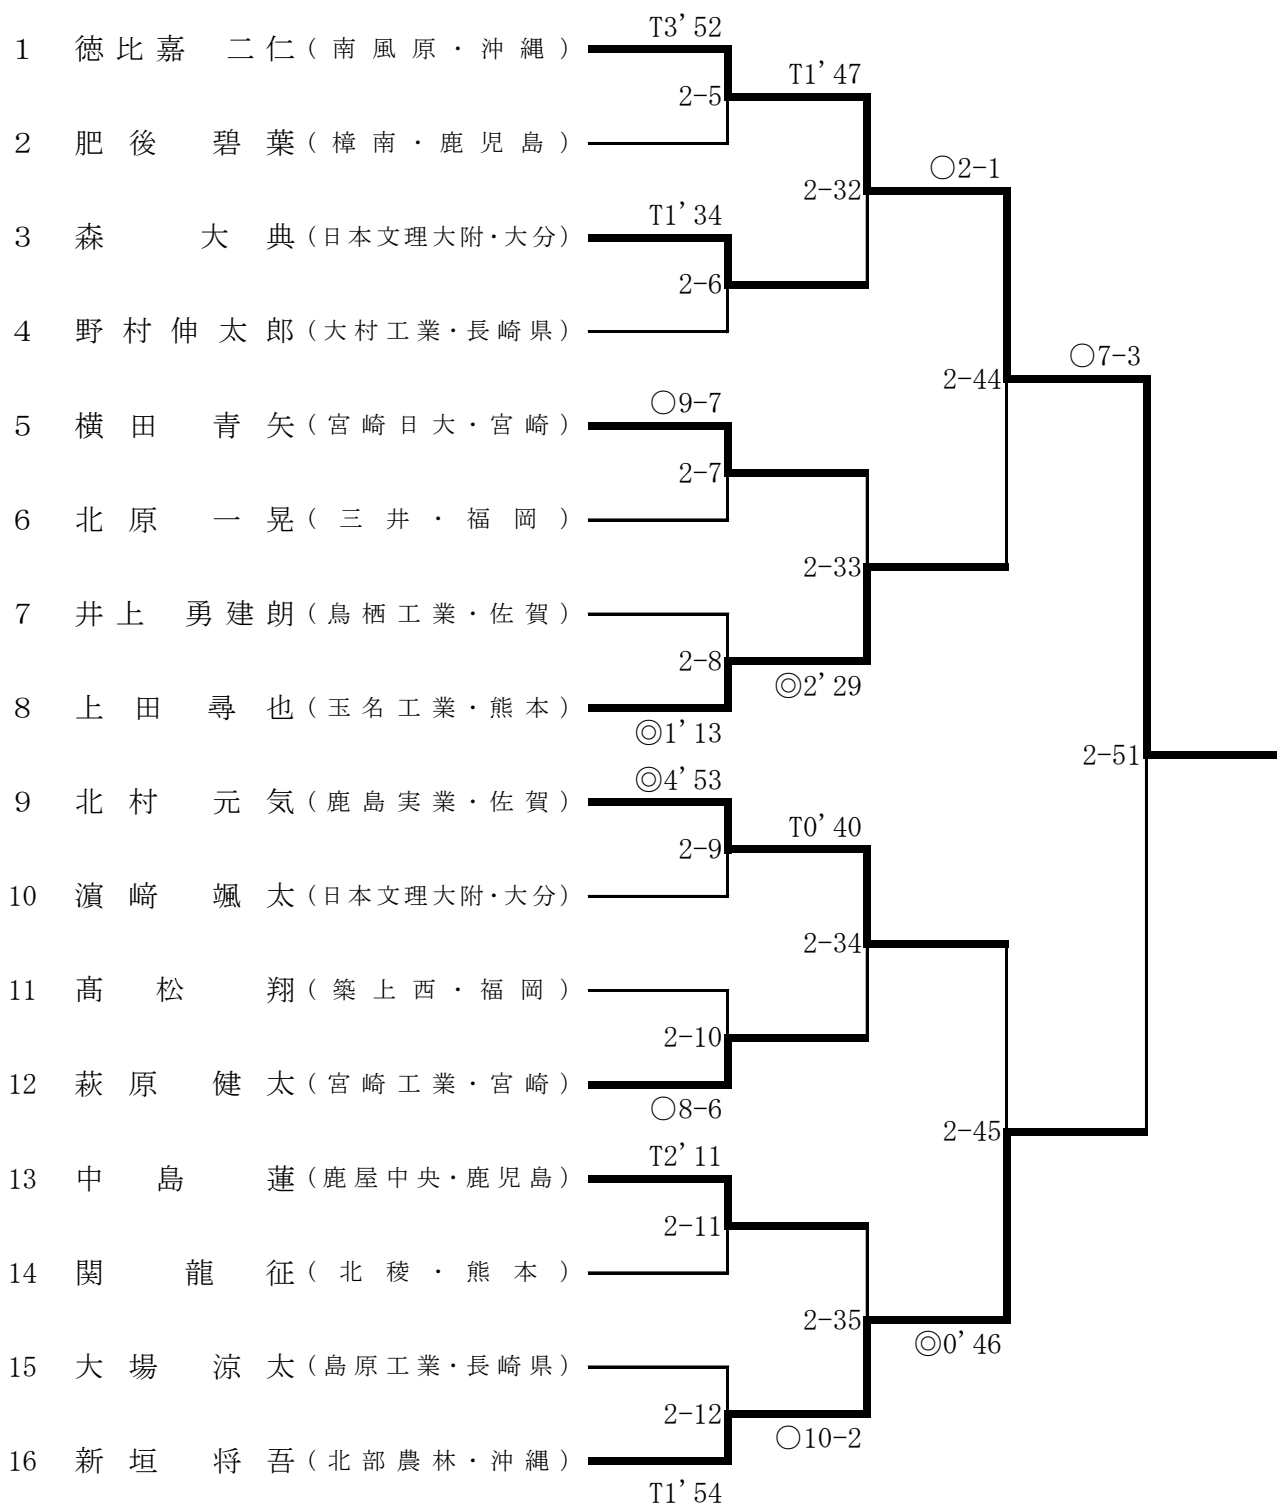 T3’52
1 徳比嘉 二仁(南風原・沖縄)
T1’47
2-5
2 肥後 碧葉(樟南・鹿児島)
○2-1
2-32
T1’34
3 森 大典(日本文理大附・大分)
2-6
4 野村伸太郎(大村工業・長崎県)
○7-3
2-44
○9-7
5 横田 青矢(宮崎日大・宮崎)
2-7
6 北原 一晃(三井・福岡)
2-33
7 井上 勇建朗(鳥栖工業・佐賀)
2-8
◎2’29
8 上田 尋也(玉名工業・熊本)
◎1’13
2-51
◎4’53
9 北村 元気(鹿島実業・佐賀)
T0’40
2-9
10 濵﨑 颯太(日本文理大附・大分)
2-34
11 髙松 翔(築上西・福岡)
2-10
12 萩原 健太(宮崎工業・宮崎)
○8-6
2-45
T2’11
13 中島 蓮(鹿屋中央・鹿児島)
2-11
14 関 龍征(北稜・熊本)
2-35
◎0’46
15 大場 涼太(島原工業・長崎県)
2-12
○10-2
16 新垣 将吾(北部農林・沖縄)
T1’54